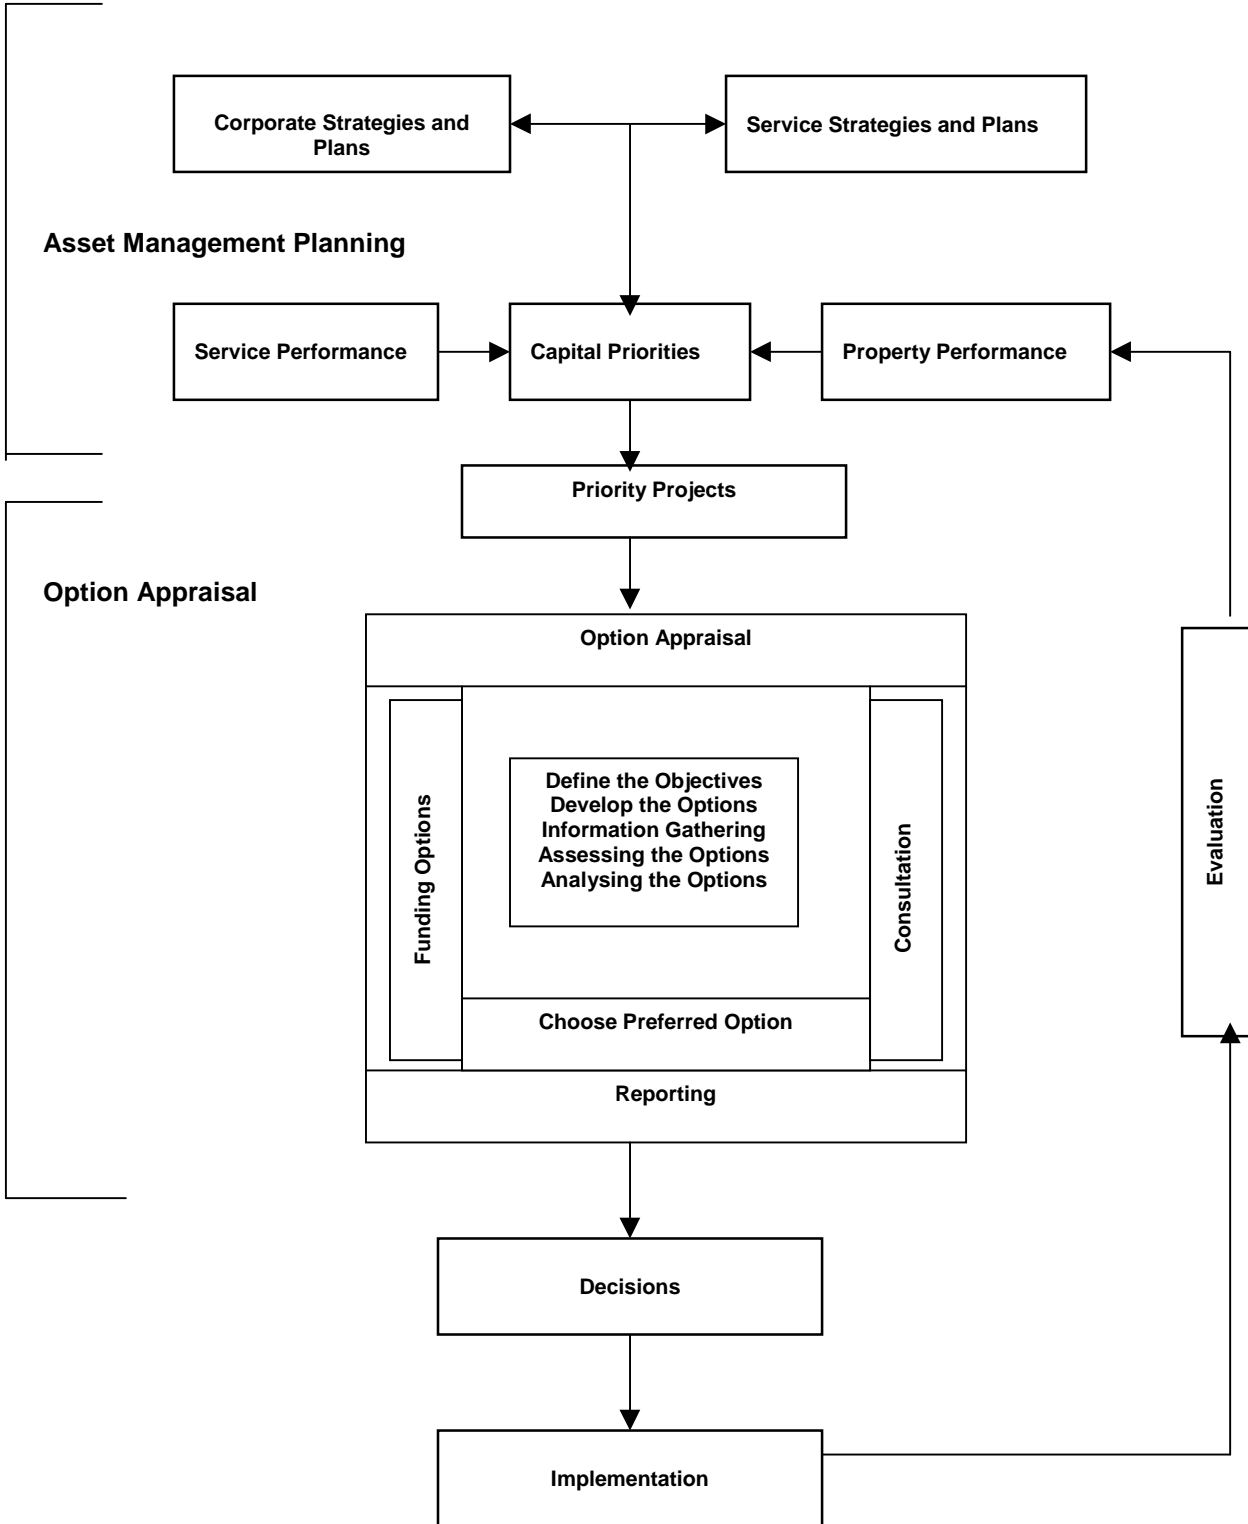 Corporate Strategies and
Plans
Service Strategies and Plans
Asset Management Planning
Service Performance
Capital Priorities
Property Performance
Priority Projects
Option Appraisal
Option Appraisal
Funding Options
Define the Objectives
Develop the Options
Information Gathering
Assessing the Options
Analysing the Options
Consultation
Evaluation
Choose Preferred Option
Reporting
Decisions
Implementation